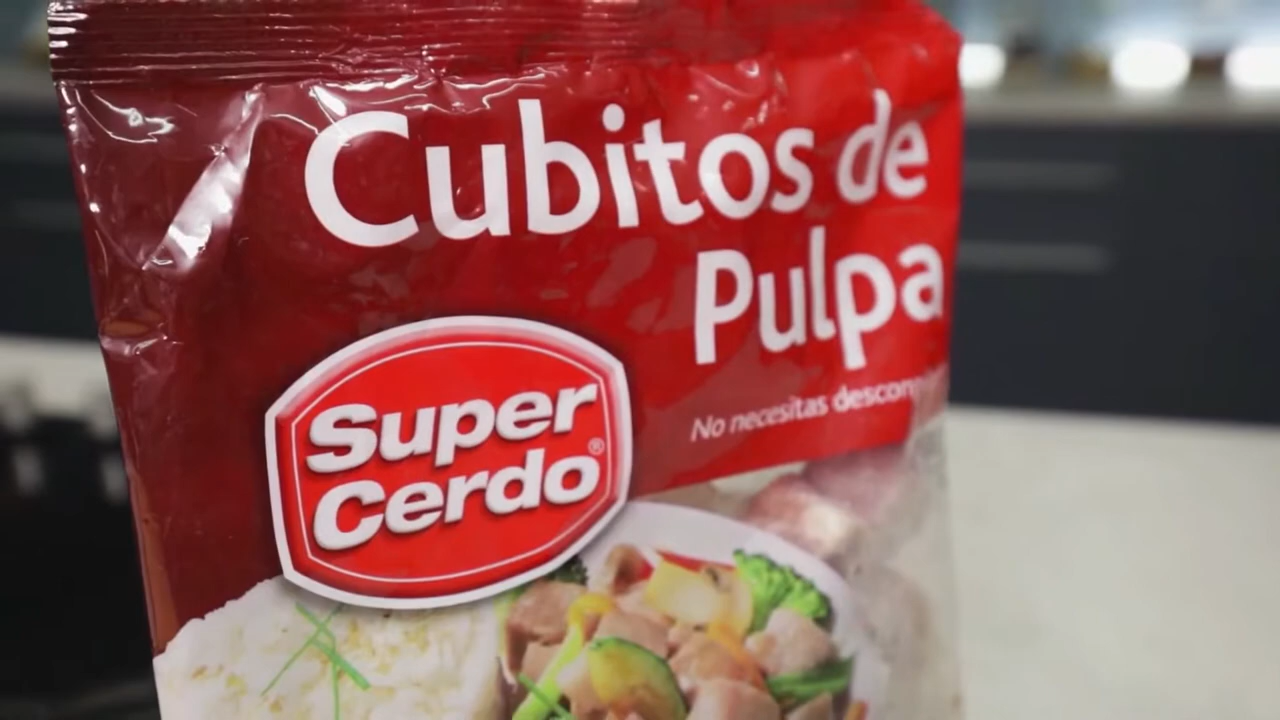 Cubitos de
Pulpa
No necesitas
Super
Cerdo®